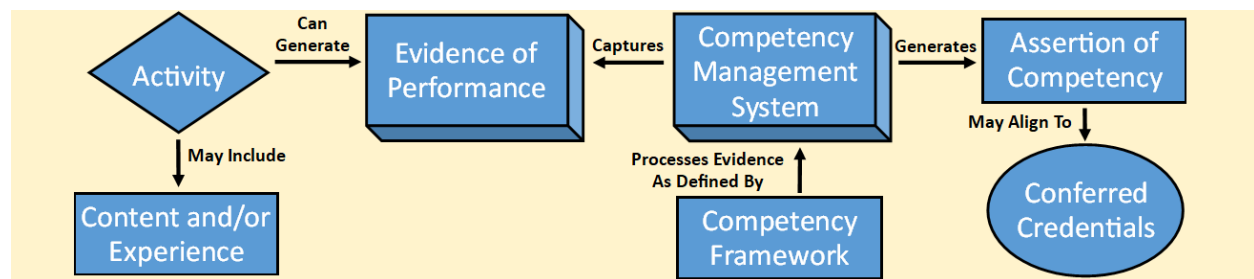 Activity
Can
Generate
Evidence of
Performance
Captures
Competency
Management
System
Generates
Assertion of
Competency
May Include
Content and/or
Experience
Processes Evidence
As Defined By
Competency
Framework
May Align To
Conferred
Credentials